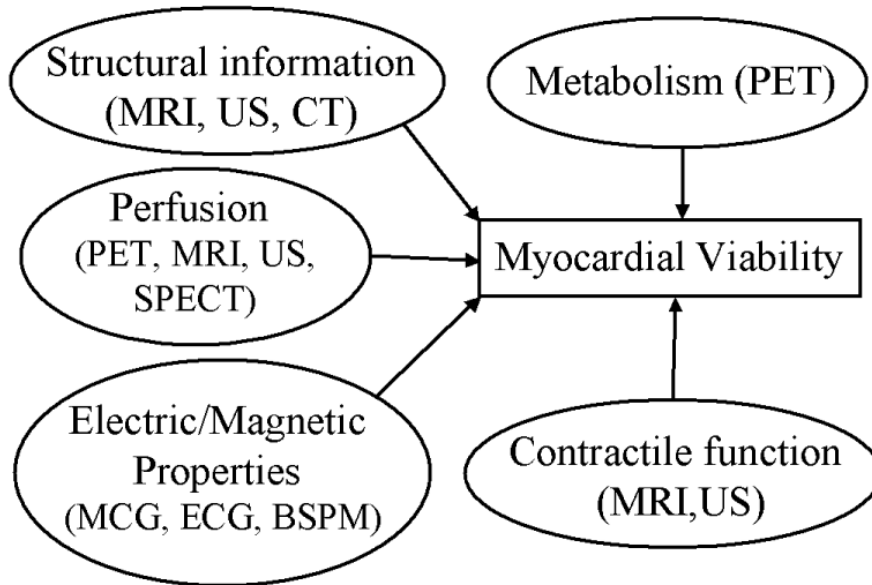 Structural information
(MRI, US, CT)
Metabolism (PET)
Perfusion
(PET, MRI, US,
SPECT)
Myocardial Viability
Electric/Magnetic
Properties
(MCG, ECG, BSPM)
Contractile function
(MRI,US)